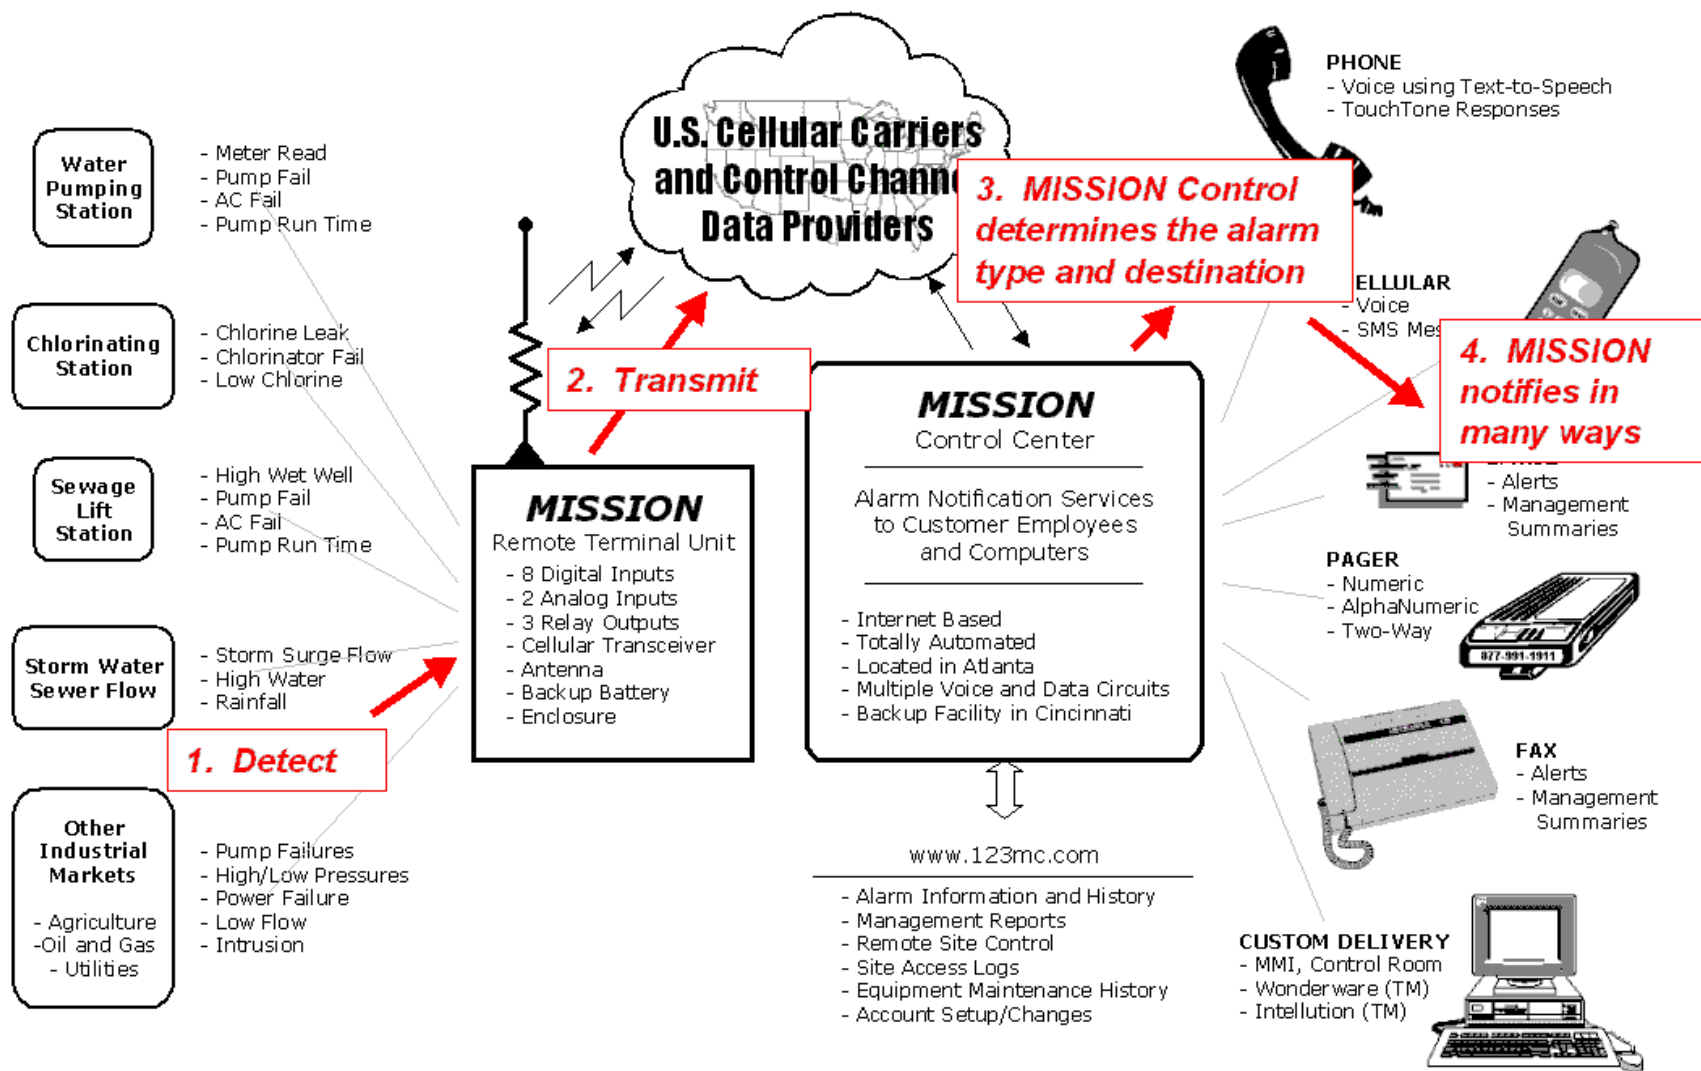 Water
Pumping
Station
- Meter Read
- Pump Fail
- AC Fail
- Pump Run Time
Chlorinating
Station
- Chlorine Leak
- Chlorinator Fail
- Low Chlorine
Sewage
Lift
Station
- High Wet Well
- Pump Fail
- AC Fail
- Pump Run Time
Storm Water
Sewer Flow
- Storm Surge Flow
- High Water
- Rainfall
1. Detect
Other
Industrial
Markets
- Agriculture
-Oil and Gas
- Utilities
- Pump Failures
- High/Low Pressures
- Power Failure
- Low Flow
- Intrusion
MISSION
Remote Terminal Unit
- 8 Digital Inputs
- 2 Analog Inputs
- 3 Relay Outputs
- Cellular Transceiver
- Antenna
- Backup Battery
- Enclosure
2. Transmit
U.S. Cellular Carriers
and Control Channe
Data Providers
3. MISSION Control
determines the alarm
type and destination
MISSION
Control Center
Alarm Notification Services
to Customer Employees
and Computers
- Internet Based
- Totally Automated
- Located in Atlanta
- Multiple Voice and Data Circuits
- Backup Facility in Cincinnati
www.123mc.com
- Alarm Information and History
- Management Reports
- Remote Site Control
- Site Access Logs
- Equipment Maintenance History
- Account Setup/Changes
PHONE
- Voice using Text-to-Speech
- TouchTone Responses
ELLULAR
- Voice
- SMS Mes
4. MISSION
notifies in
many ways
- Alerts
- Management
Summaries
PAGER
- Numeric
- AlphaNumeric
- Two-Way
877-991-1911
FAX
- Alerts
- Management
Summaries
CUSTOM DELIVERY
- MMI, Control Room
- Wonderware (TM)
- Intellution (TM)